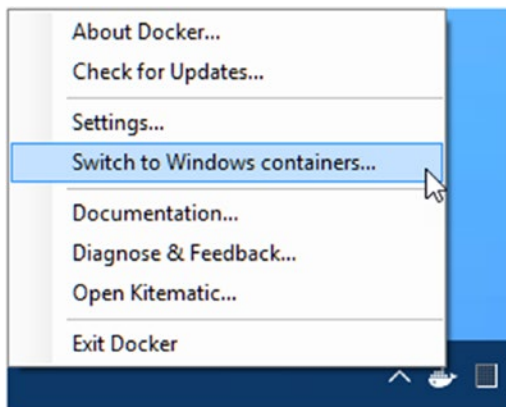 About Docker...
Check for Updates...
Settings...
Switch to Windows containers...
Documentation...
Diagnose & Feedback...
Open Kitematic...
Exit Docker